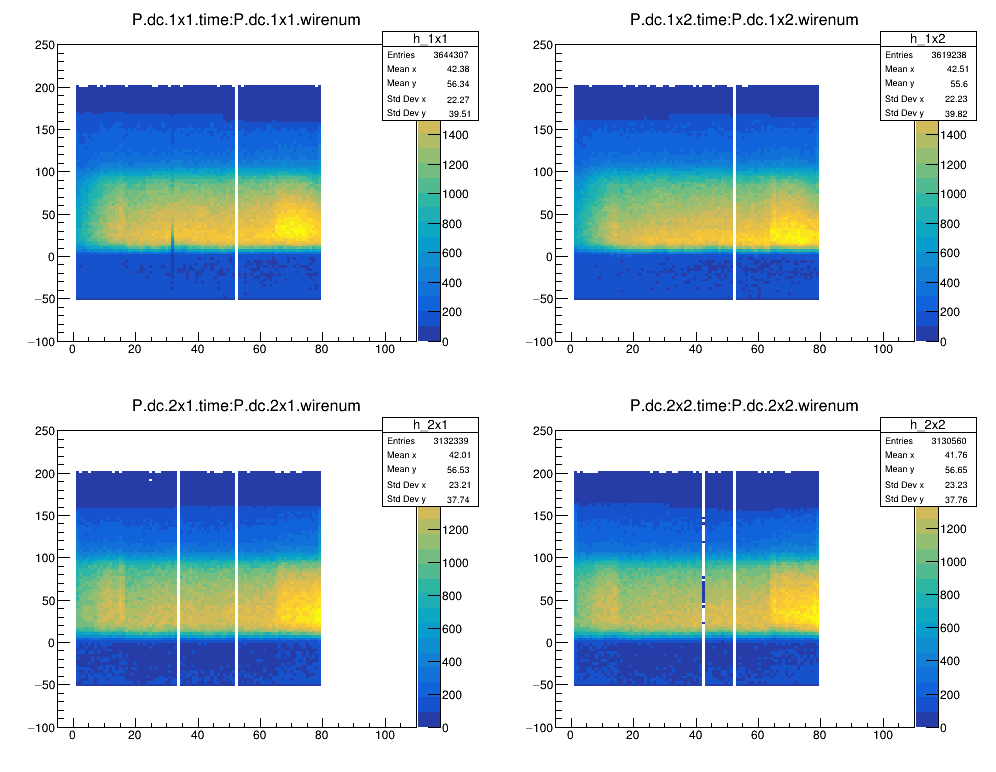 P.dc.1x1.time:P.dc.1x1.wirenum
h_1x1
Entries 3644307
Mean x 42.38
Mean y 56.34
Std Dev x 22.27
Std Dev y 39.51
250
200
150
100
50
0
−50
−100
0 20 40 60 80 100
1400
1200
1000
800
600
400
200
0
P.dc.1x2.time:P.dc.1x2.wirenum
h_1x2
Entries 3619238
Mean x 42.51
Mean y 55.6
Std Dev x 22.23
Std Dev y 39.82
250
200
150
100
50
0
−50
−100
0 20 40 60 80 100
1400
1200
1000
800
600
400
200
0
P.dc.2x1.time:P.dc.2x1.wirenum
h_2x1
Entries 3132339
Mean x 42.01
Mean y 56.53
Std Dev x 23.21
Std Dev y 37.74
250
200
150
100
50
0
−50
−100
0 20 40 60 80 100
1200
1000
800
600
400
200
0
P.dc.2x2.time:P.dc.2x2.wirenum
h_2x2
Entries 3130560
Mean x 41.76
Mean y 56.65
Std Dev x 23.23
Std Dev y 37.76
250
200
150
100
50
0
−50
−100
0 20 40 60 80 100
1200
1000
800
600
400
200
0